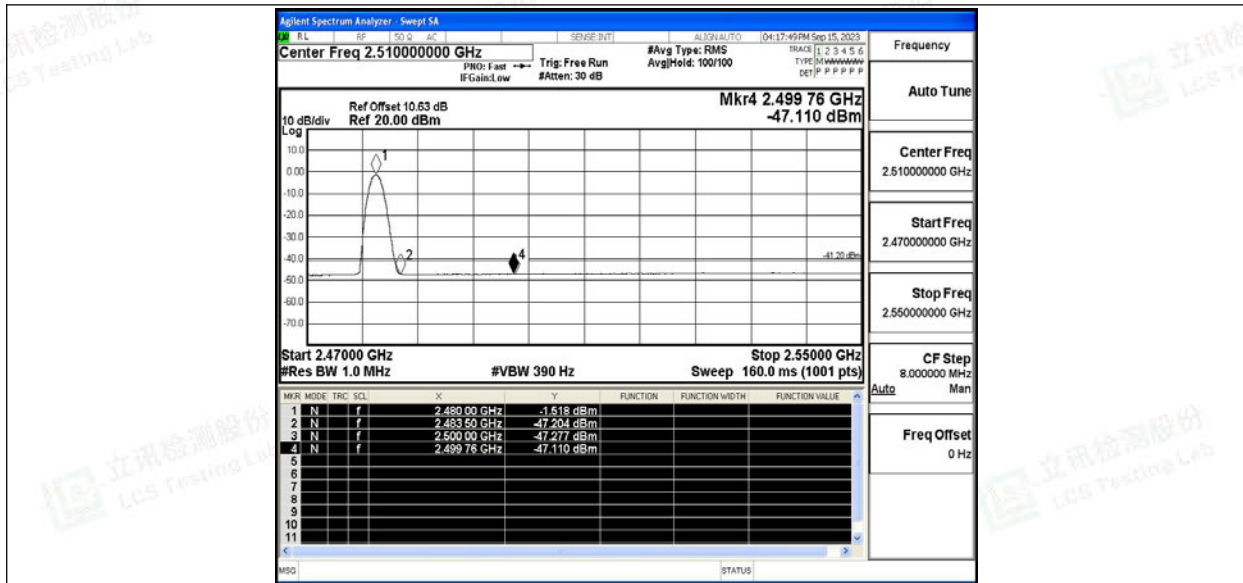 Agilent Spectrum Analyzer - Swept SA
RL RF 50 Ω AC SENSE:INT ALIGN AUTO 04:17:49 PM Sep 15, 2023
Center Freq 2.510000000 GHz
PNO: Fast
IFGain:Low
Trig: Free Run
#Atten: 30 dB
#Avg Type: RMS
Avg|Hold: 100/100
TRACE 1 2 3 4 5 6
TYPE M W W W W W
DET P P P P P P
Ref Offset 10.63 dB
Ref 20.00 dBm
10 dB/div
Log
Mkr4 2.499 76 GHz
-47.110 dBm
10.0
0.00
-10.0
-20.0
-30.0
-40.0
-50.0
-60.0
-70.0
1
2
4
-41.20 dBm
Start 2.47000 GHz
Stop 2.55000 GHz
#Res BW 1.0 MHz
#VBW 390 Hz
Sweep 160.0 ms (1001 pts)
MKR MODE TRC SCL X Y FUNCTION FUNCTION WIDTH FUNCTION VALUE
1 N f 2.480 00 GHz -1.518 dBm
2 N f 2.483 50 GHz -47.204 dBm
3 N f 2.500 00 GHz -47.277 dBm
4 N f 2.499 76 GHz -47.110 dBm
5
6
7
8
9
10
11
MSG STATUS
Frequency
Auto Tune
Center Freq
2.510000000 GHz
Start Freq
2.470000000 GHz
Stop Freq
2.550000000 GHz
CF Step
8.000000 MHz
Auto Man
Freq Offset
0 Hz
立讯检测股份
LCS Testing Lab
立讯检测股份
LCS Testing Lab